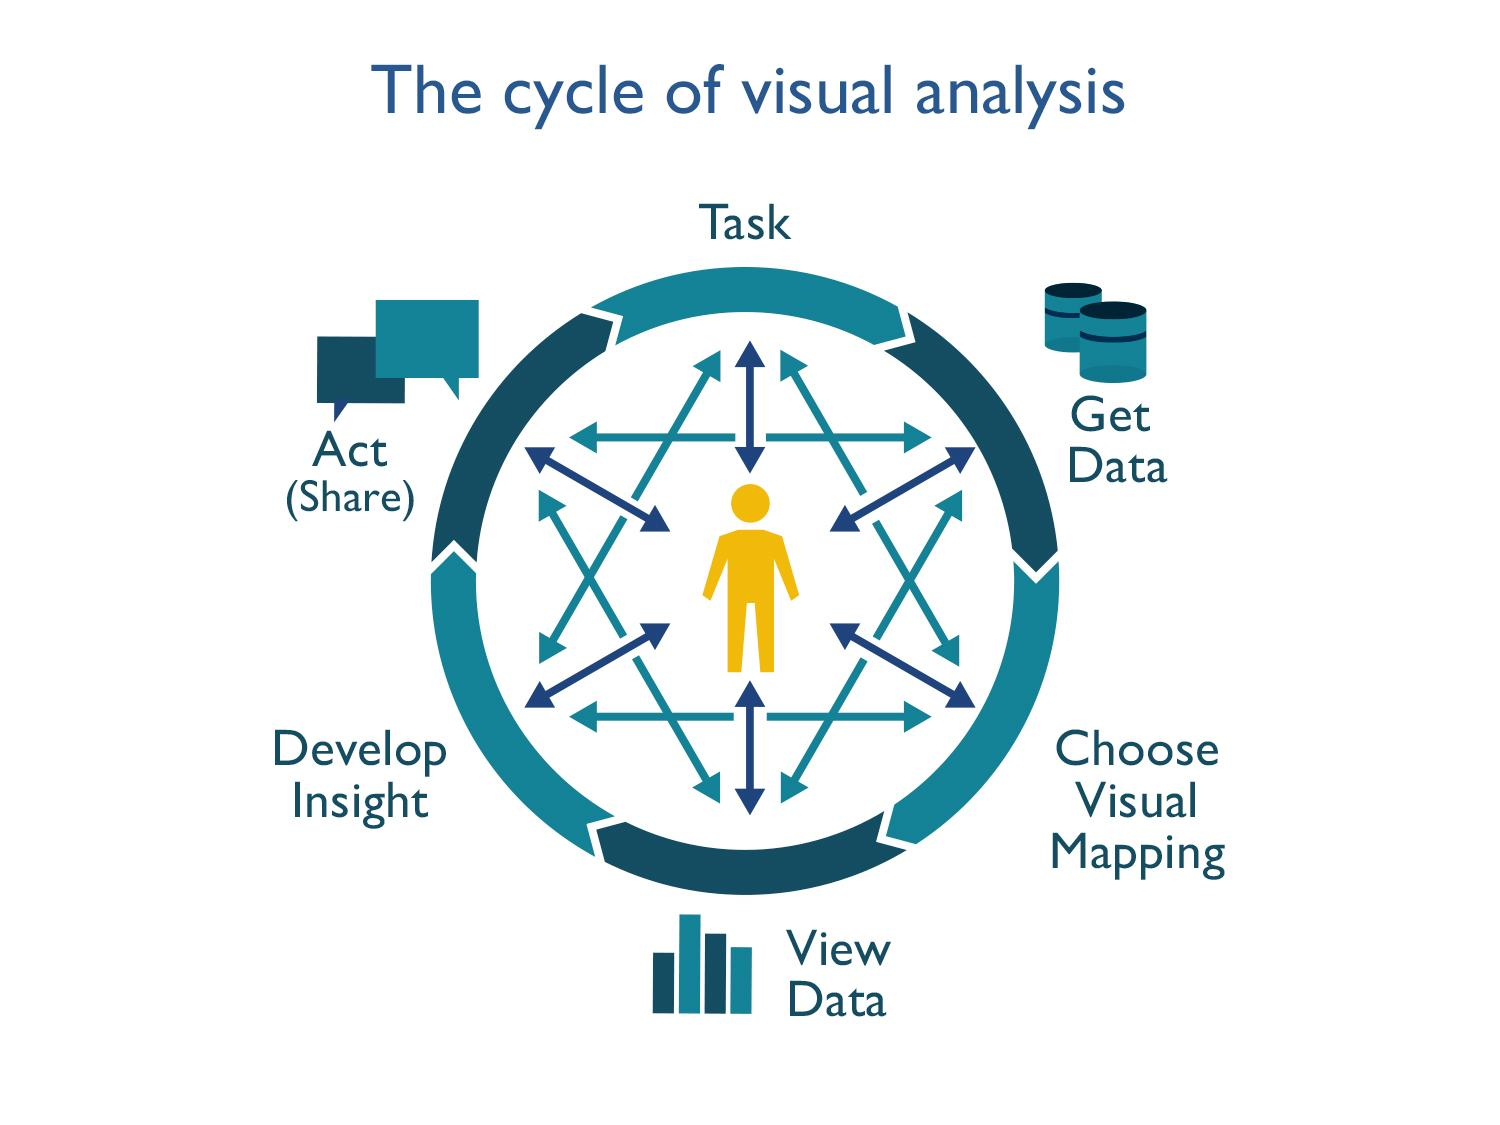 The cycle of visual analysis
Task
Get
Data
Choose
Visual
Mapping
View
Data
Develop
Insight
Act
(Share)